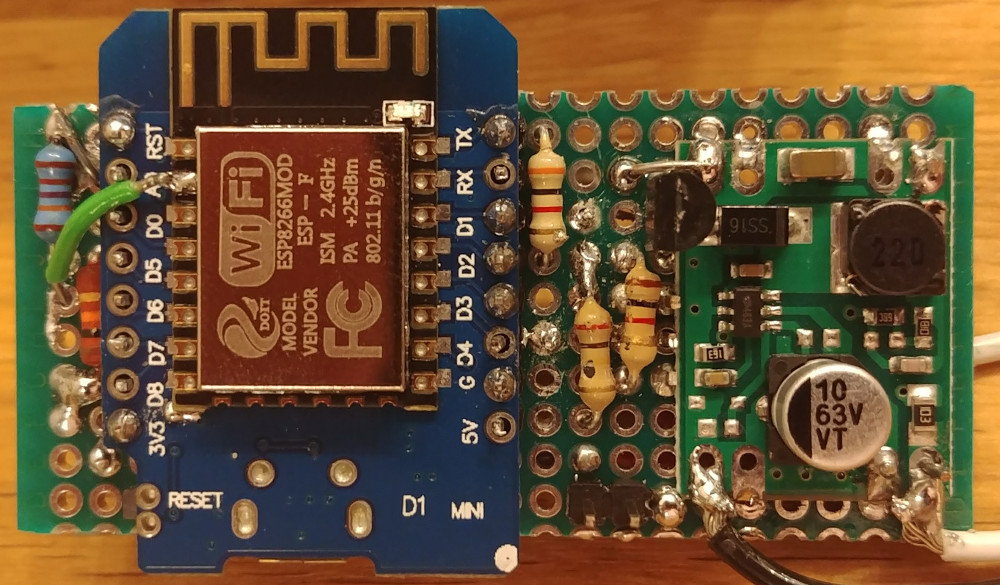 RST
A
D0
D5
D6
D7
D8
3V3
TX
RX
D1
D2
D3
D4
G
5V
WiFi
ESP8266MOD
ESP-F
ISM 2.4GHz
PA +25dBm
802.11 b/g/n
DOIT
MODEL
VENDOR
FC
RESET
D1 MINI
SS16
220
10
63V
VT